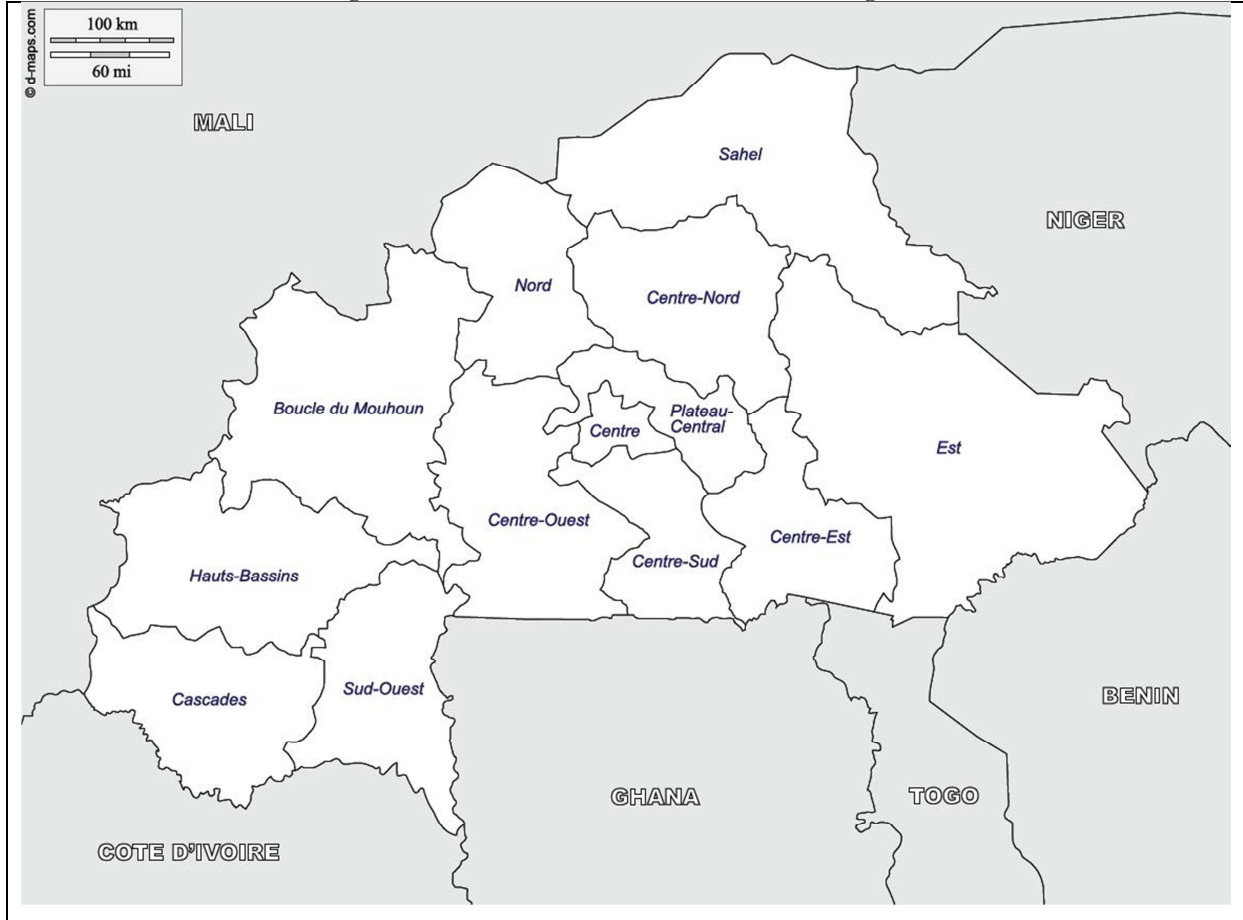 © d-maps.com
100 km
60 mi
MALI
Sahel
NIGER
Nord
Centre-Nord
Boucle du Mouhoun
Plateau-
Central
Centre
Est
Centre-Ouest
Centre-Est
Centre-Sud
Hauts-Bassins
Sud-Ouest
Cascades
BENIN
GHANA
TOGO
COTE D'IVOIRE